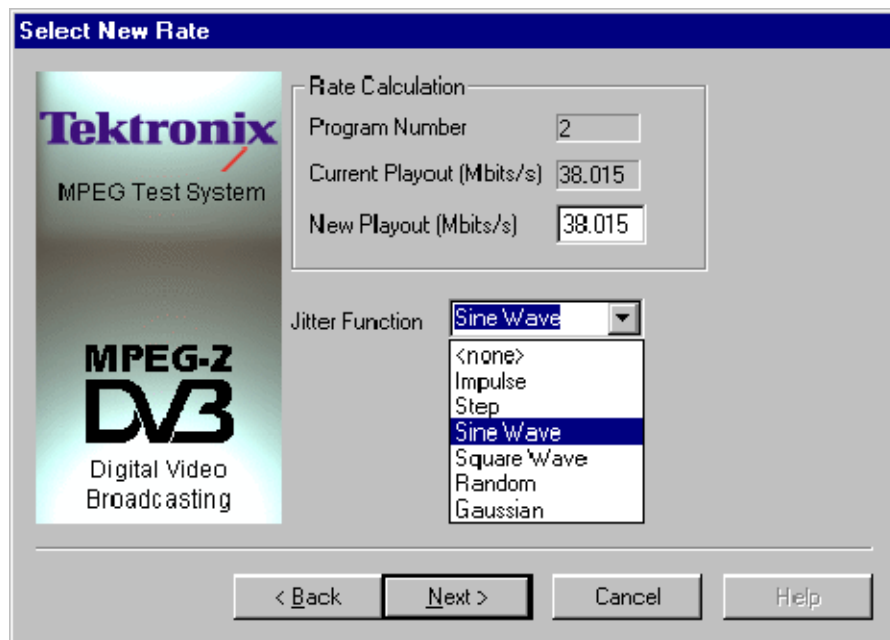 Select New Rate
Tektronix
MPEG Test System
MPEG-2
DVB
Digital Video
Broadcasting
Rate Calculation
Program Number 2
Current Playout (Mbits/s) 38.015
New Playout (Mbits/s) 38.015
Jitter Function Sine Wave
<none>
Impulse
Step
Sine Wave
Square Wave
Random
Gaussian
< Back Next > Cancel Help